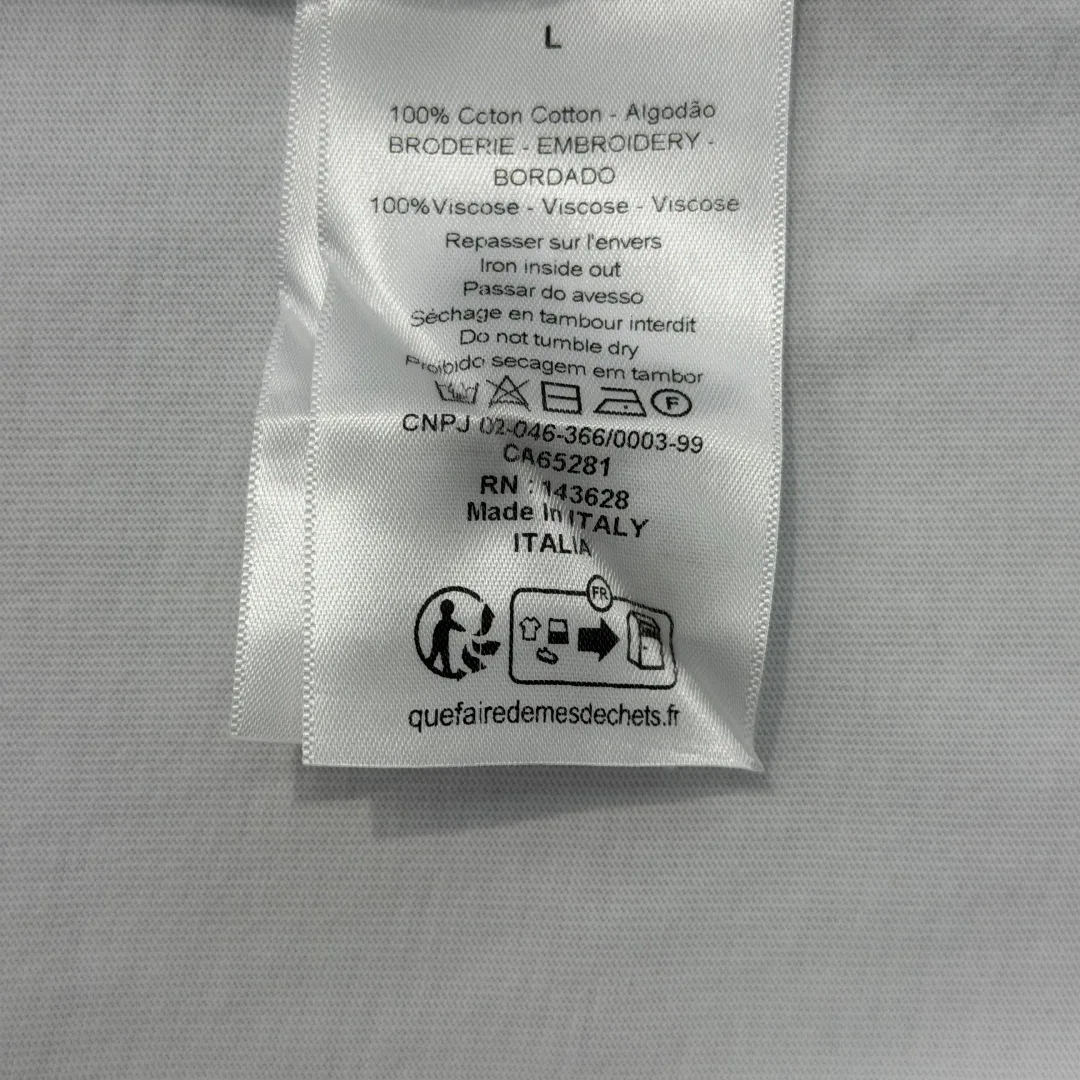 L
100% Ccton Cotton - Algodão
BRODERIE - EMBROIDERY -
BORDADO
100%Viscose - Viscose - Viscose
Repasser sur l'envers
Iron inside out
Passar do avesso
Séchage en tambour interdit
Do not tumble dry
Proibido secagem em tambor
F
CNPJ 02-046-366/0003-99
CA65281
RN : 143628
Made In ITALY
ITALIA
FR
quefairedemesdechets.fr